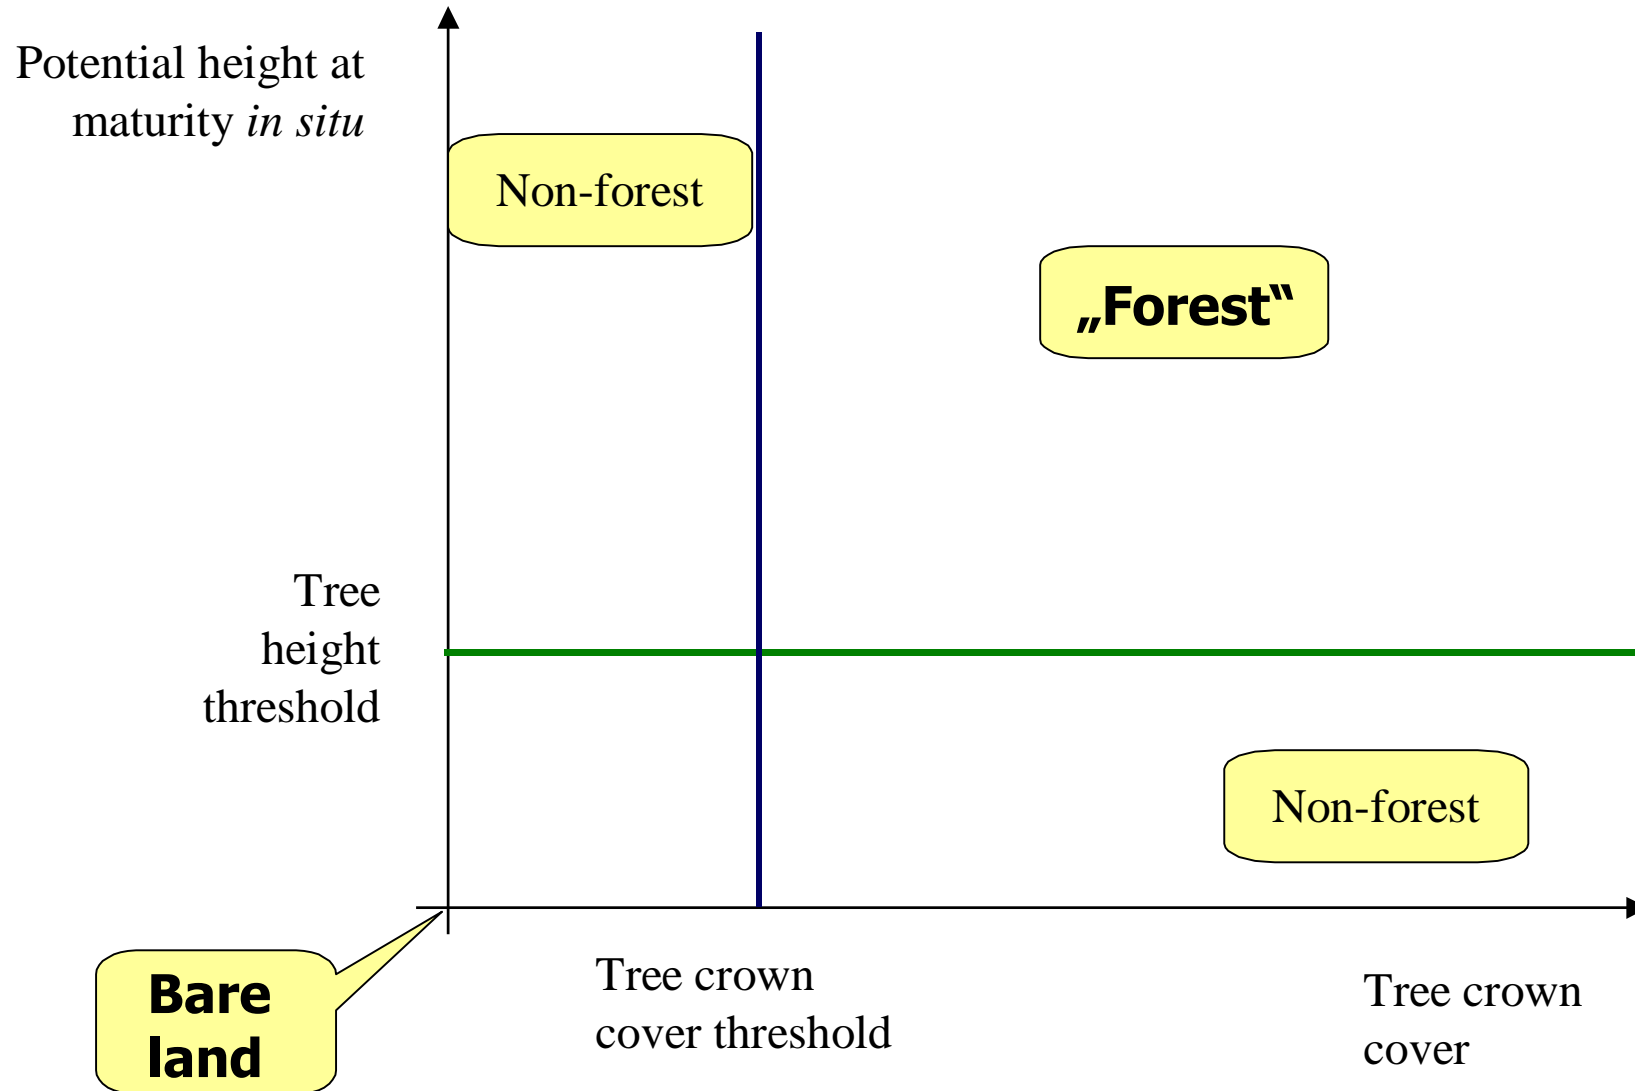 Potential height at
maturity in situ
Non-forest
„Forest“
Tree
height
threshold
Non-forest
Bare
land
Tree crown
cover threshold
Tree crown
cover